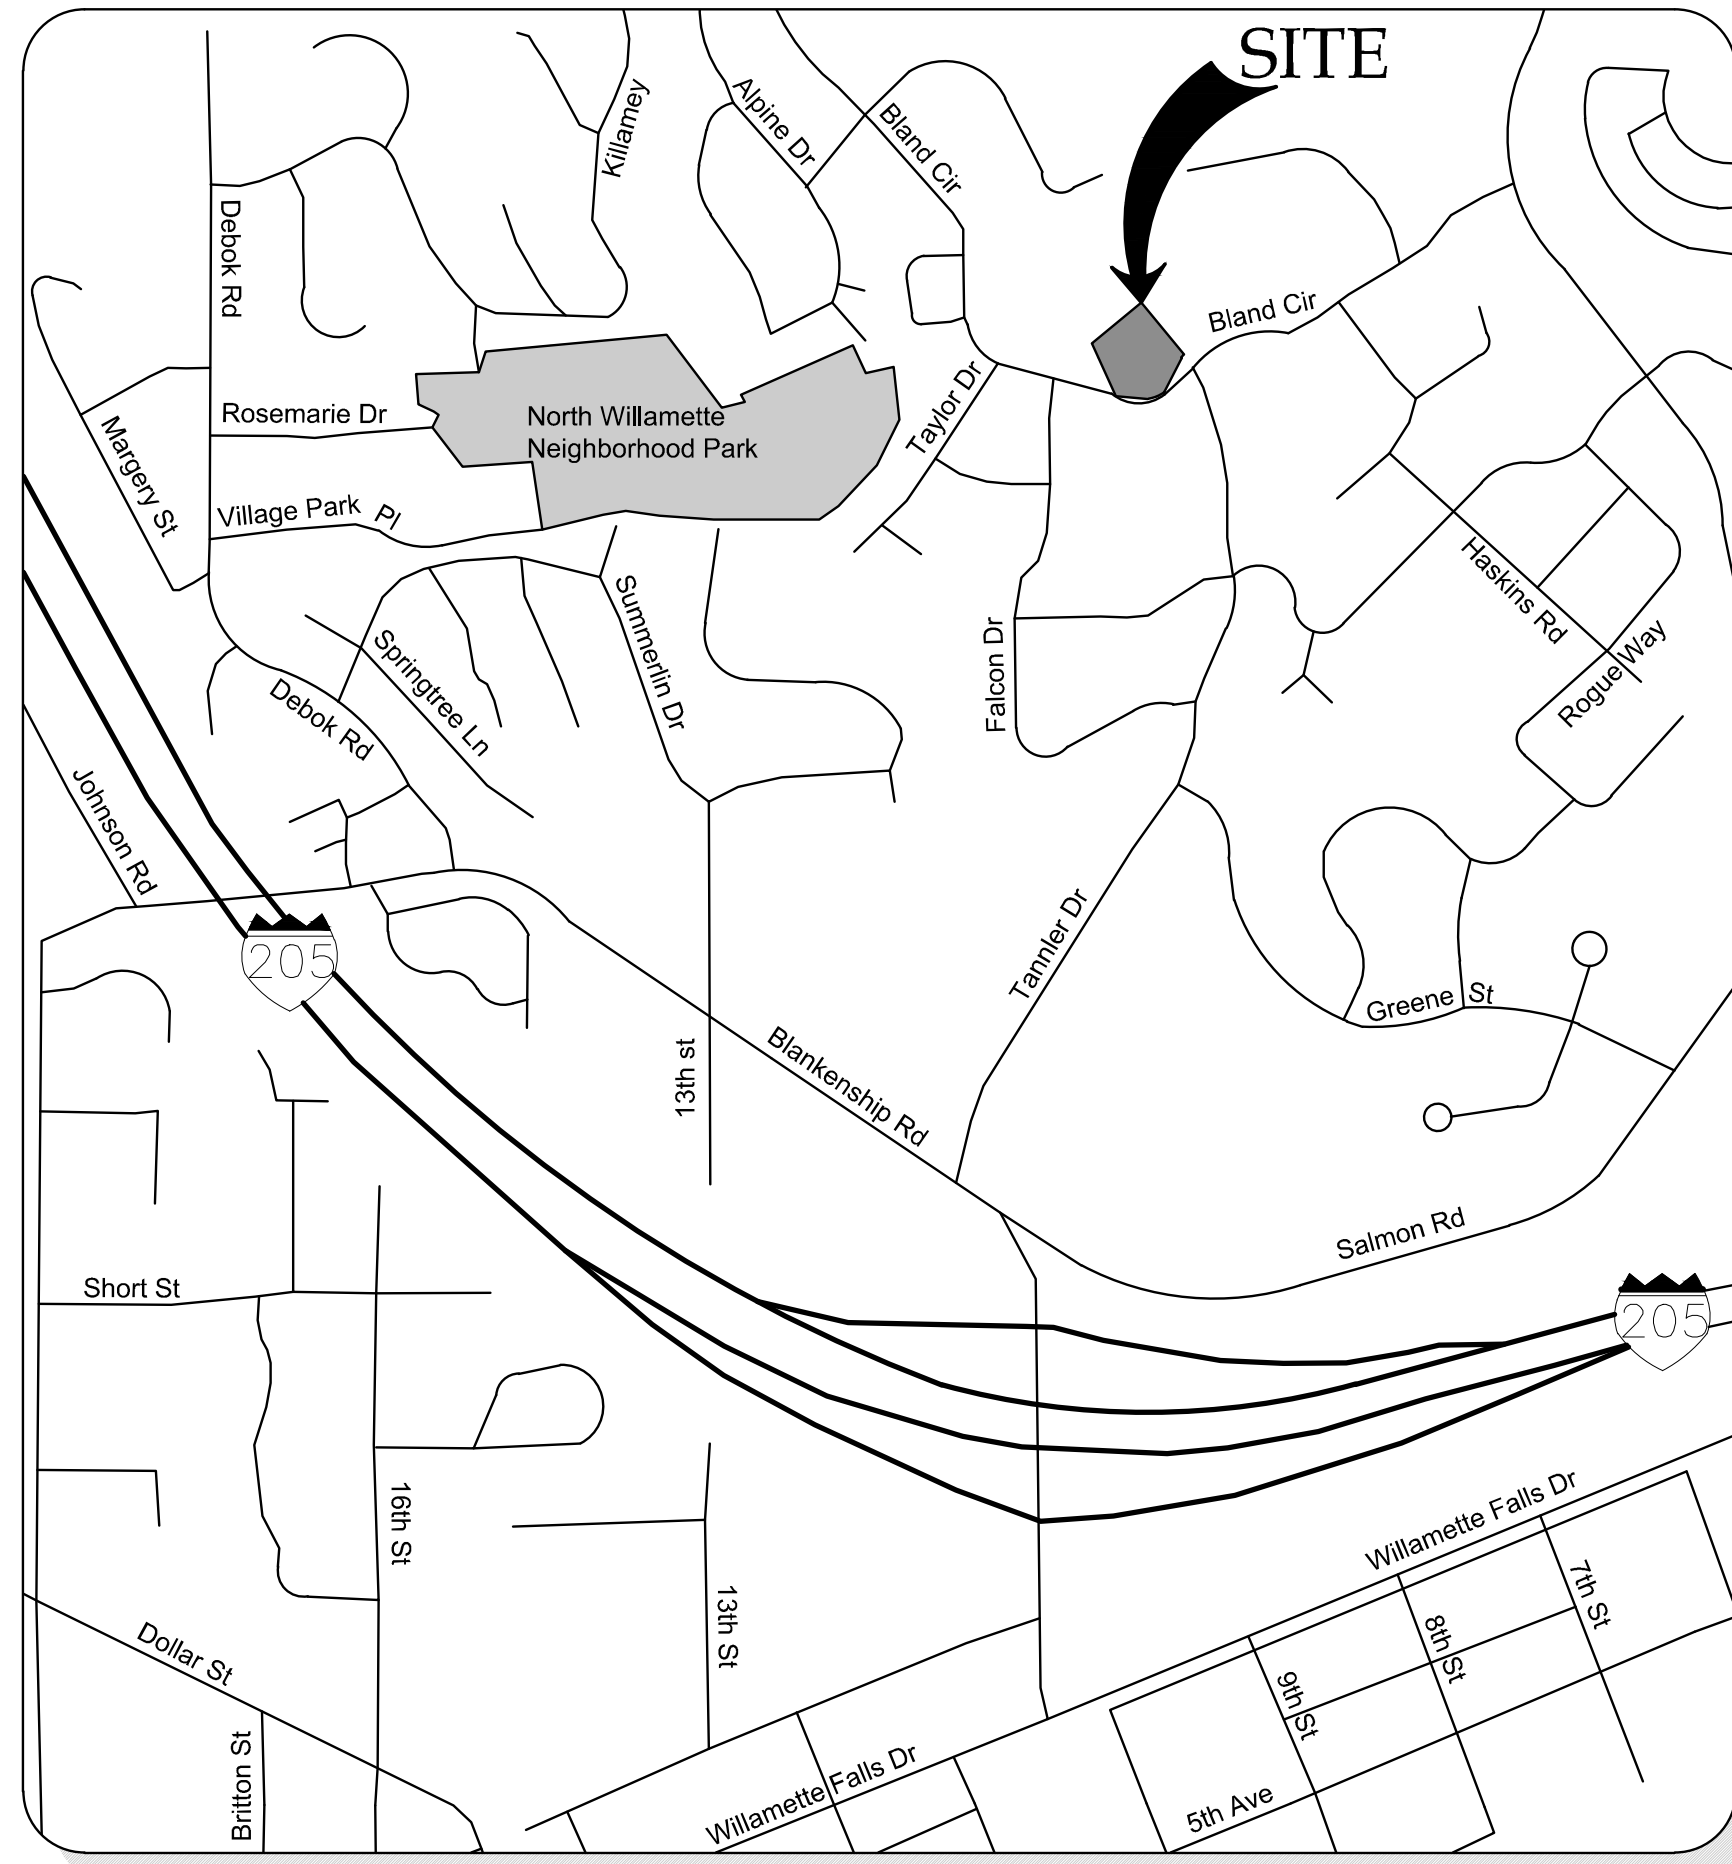 SITE
Killarney
Alpine Dr
Bland Cir
Debok Rd
Bland Cir
Taylor Dr
Rosemarie Dr
North Willamette
Neighborhood Park
Margery St
Village Park Pl
Haskins Rd
Summerlin Dr
Springtree Ln
Falcon Dr
Rogue Way
Debok Rd
Johnson Rd
205
Tannler Dr
Greene St
13th st
Blankenship Rd
Salmon Rd
Short St
205
16th St
Willamette Falls Dr
7th St
13th St
8th St
Dollar St
9th St
Britton St
Willamette Falls Dr
5th Ave